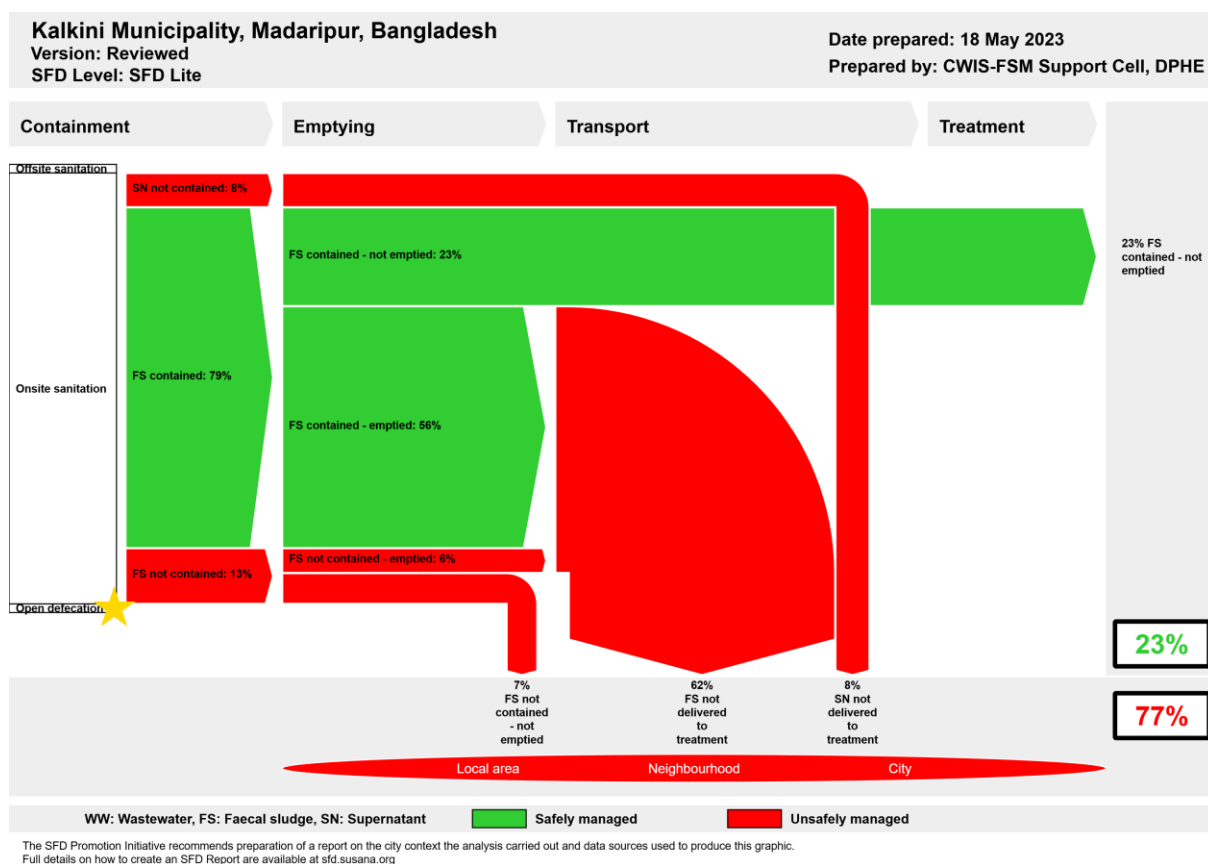 Kalkini Municipality, Madaripur, Bangladesh
Version: Reviewed
SFD Level: SFD Lite
Date prepared: 18 May 2023
Prepared by: CWIS-FSM Support Cell, DPHE
Containment
Emptying
Transport
Treatment
Offsite sanitation
SN not contained: 8%
FS contained - not emptied: 23%
23% FS
contained - not
emptied
Onsite sanitation
FS contained: 79%
FS contained - emptied: 56%
FS not contained - emptied: 6%
FS not contained: 13%
Open defecation
23%
7%
FS not
contained
- not
emptied
62%
FS not
delivered
to
treatment
8%
SN not
delivered
to
treatment
77%
Local area
Neighbourhood
City
WW: Wastewater, FS: Faecal sludge, SN: Supernatant
Safely managed
Unsafely managed
The SFD Promotion Initiative recommends preparation of a report on the city context the analysis carried out and data sources used to produce this graphic.
Full details on how to create an SFD Report are available at sfd.susana.org